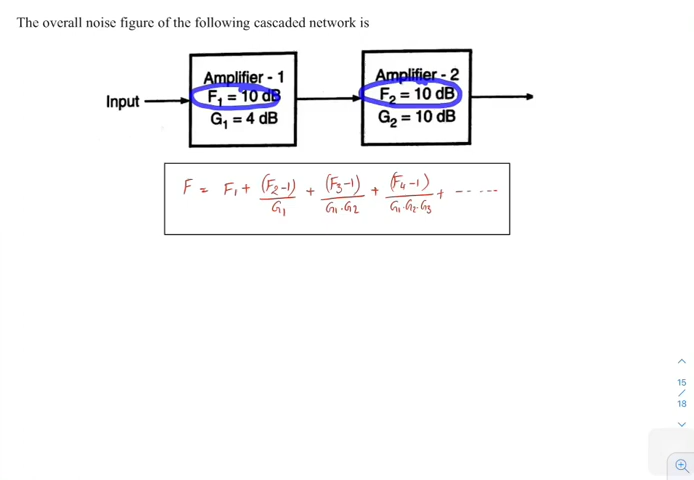 The overall noise figure of the following cascaded network is
Input
Amplifier - 1
F₁ = 10 dB
G₁ = 4 dB
Amplifier - 2
F₂ = 10 dB
G₂ = 10 dB
F = F₁ + (F₂-1)/G₁ + (F₃-1)/G₁.G₂ + (F₄-1)/G₁.G₂.G₃ + -----
15
/
18